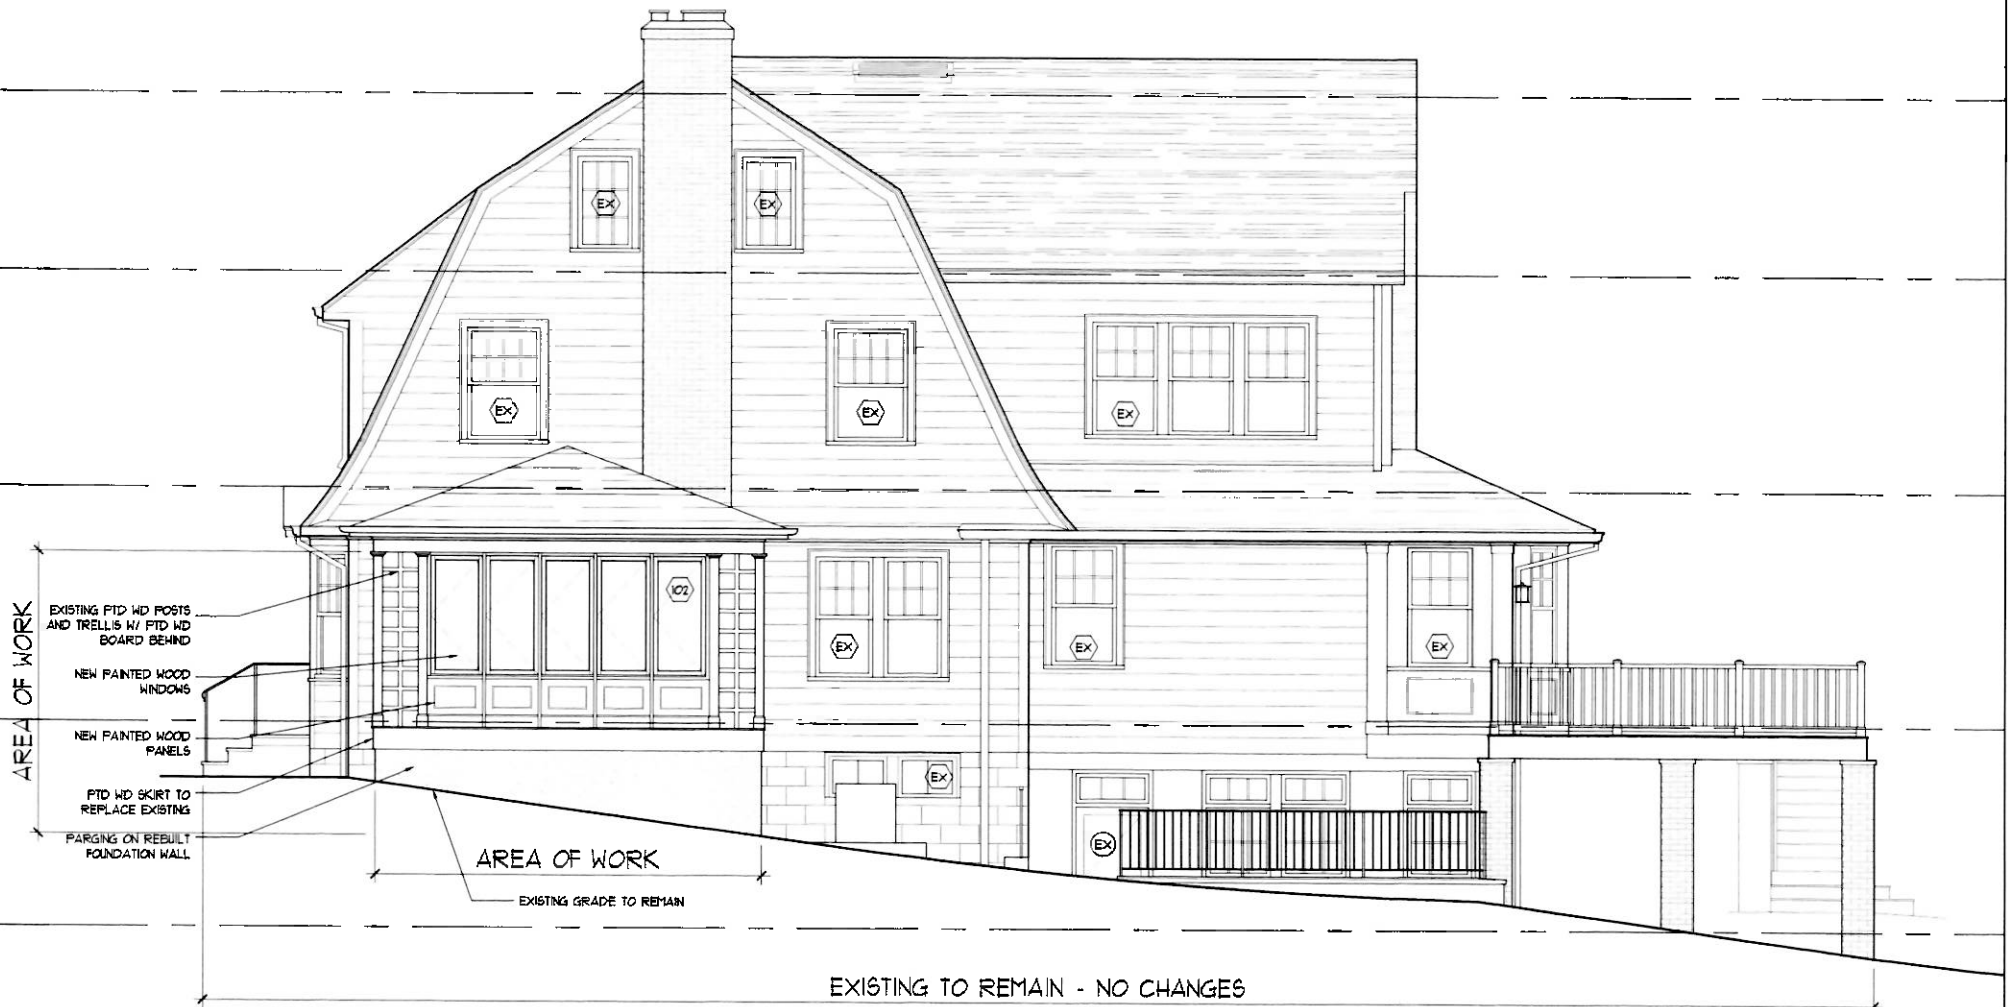 EX
EX
EX
EX
EX
102
EX
EX
EX
EX
EX
AREA OF WORK
EXISTING PTD WD POSTS
AND TRELLIS W/ PTD WD
BOARD BEHIND
NEW PAINTED WOOD
WINDOWS
NEW PAINTED WOOD
PANELS
PTD WD SKIRT TO
REPLACE EXISTING
PARGING ON REBUILT
FOUNDATION WALL
AREA OF WORK
EXISTING GRADE TO REMAIN
EXISTING TO REMAIN - NO CHANGES